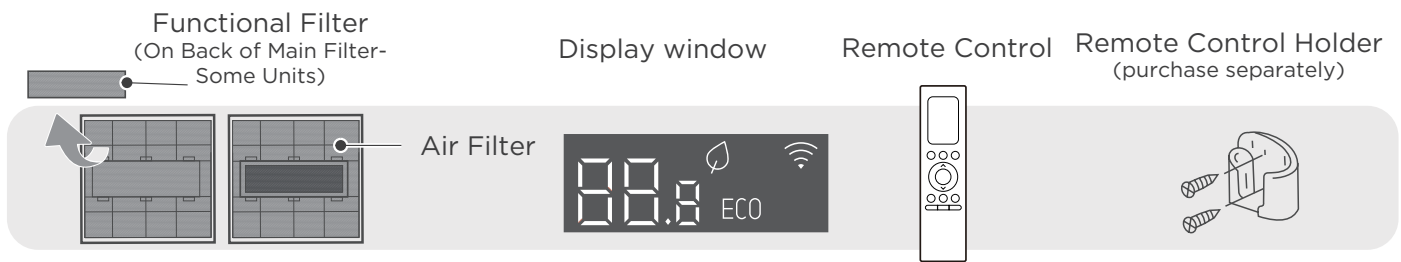 Functional Filter
(On Back of Main Filter-
Some Units)
Display window
Remote Control
Remote Control Holder
(purchase separately)
Air Filter
88.8
ECO